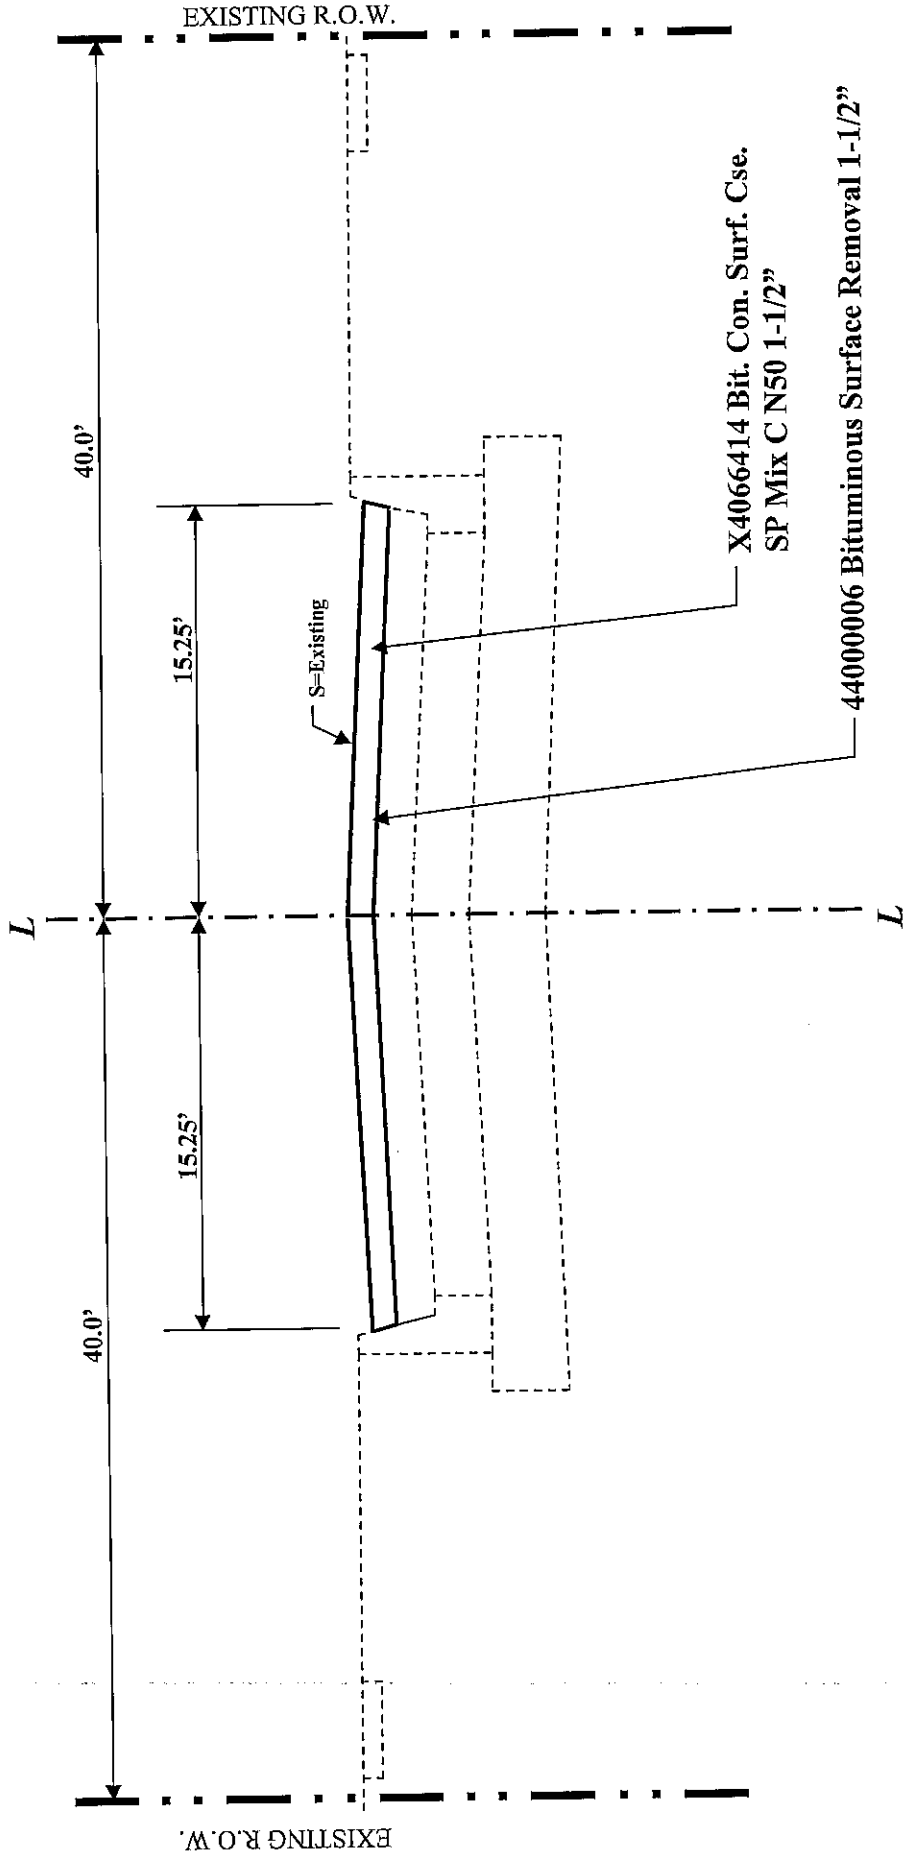 EXISTING R.O.W.
EXISTING R.O.W.
L
40.0’
40.0’
15.25’
15.25’
S=Existing
X4066414 Bit. Con. Surf. Cse.
SP Mix C N50 1-1/2”
44000006 Bituminous Surface Removal 1-1/2”
L